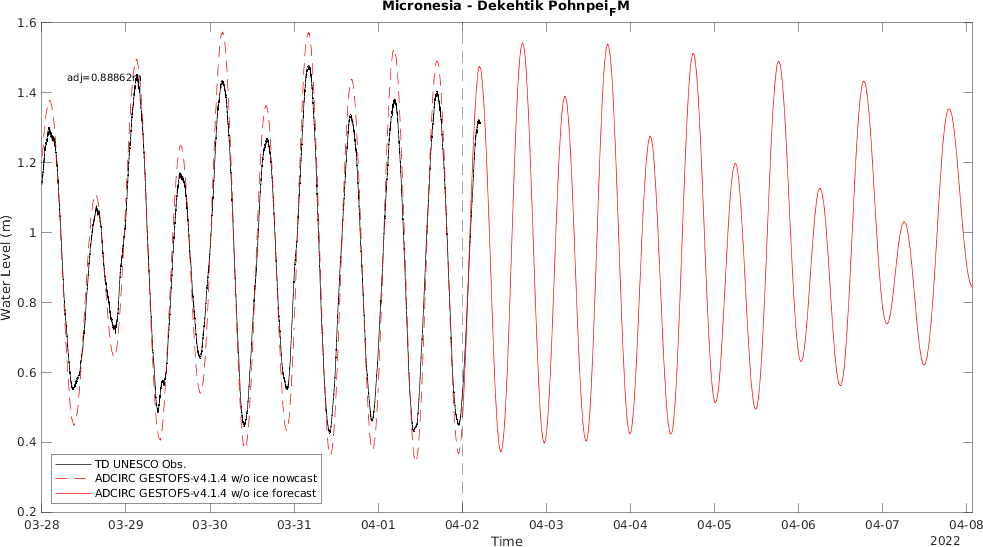 Micronesia - Dekehtik PohnpeiFM
1.6
adj=0.88862m
1.4
1.2
1
0.8
0.6
0.4
0.2
Water Level (m)
TD UNESCO Obs.
ADCIRC GESTOFS-v4.1.4 w/o ice nowcast
ADCIRC GESTOFS-v4.1.4 w/o ice forecast
03-28 03-29 03-30 03-31 04-01 04-02 04-03 04-04 04-05 04-06 04-07 04-08
Time
2022